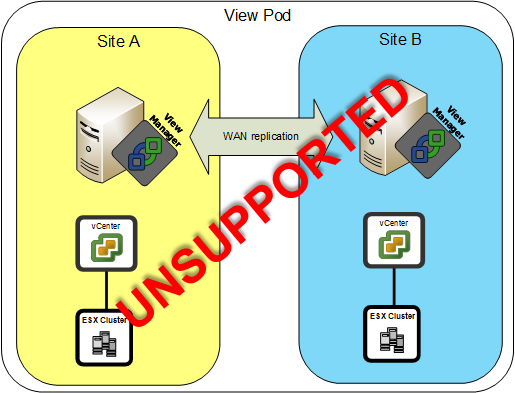 View Pod
Site A
Site B
View
Manager
WAN replication
View
Manager
UNSUPPORTED
vCenter
vCenter
ESX Cluster
ESX Cluster